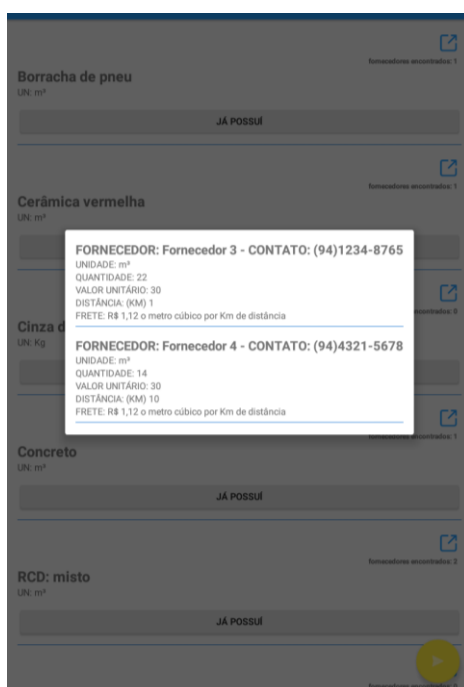 fornecedores encontrados: 1
Borracha de pneu
UN: m³
JÁ POSSUÍ
fornecedores encontrados: 1
Cerâmica vermelha
UN: m³
FORNECEDOR: Fornecedor 3 - CONTATO: (94)1234-8765
UNIDADE: m³
QUANTIDADE: 22
VALOR UNITÁRIO: 30
DISTÂNCIA: (KM) 1
FRETE: R$ 1,12 o metro cúbico por Km de distância
encontrados: 0
Cinza d
UN: Kg
FORNECEDOR: Fornecedor 4 - CONTATO: (94)4321-5678
UNIDADE: m³
QUANTIDADE: 14
VALOR UNITÁRIO: 30
DISTÂNCIA: (KM) 10
FRETE: R$ 1,12 o metro cúbico por Km de distância
fornecedores encontrados: 1
Concreto
UN: m³
JÁ POSSUÍ
fornecedores encontrados: 2
RCD: misto
UN: m³
JÁ POSSUÍ